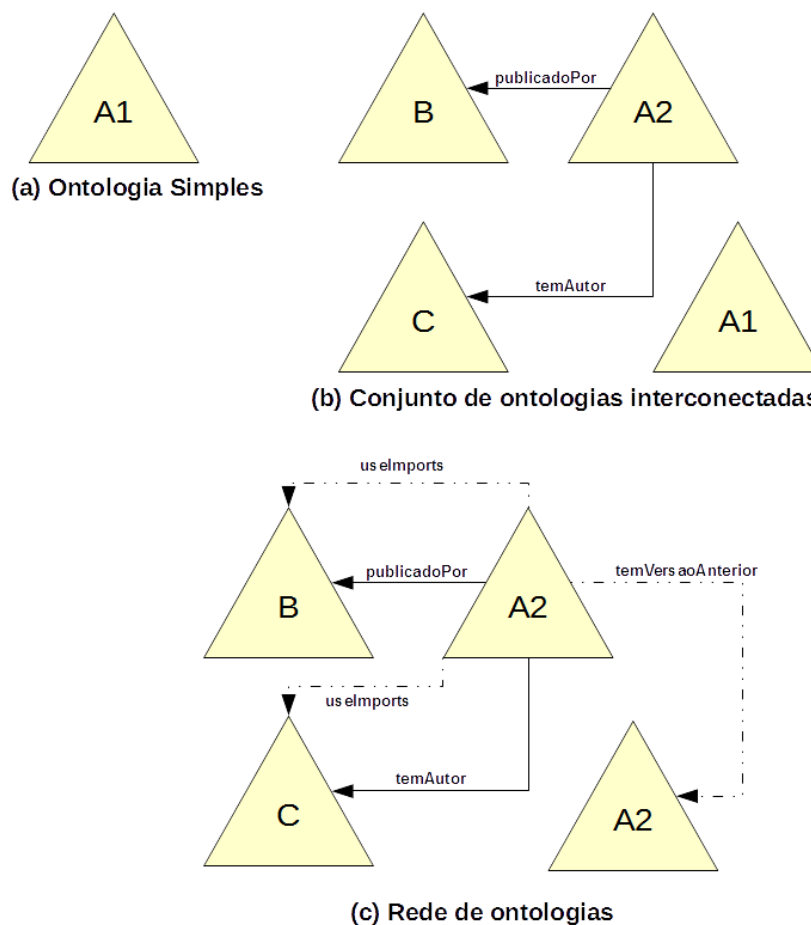 A1
(a) Ontologia Simples
publicadoPor
B
A2
temAutor
C
A1
(b) Conjunto de ontologias interconectadas
useImports
publicadoPor
temVersaoAnterior
B
A2
useImports
temAutor
C
A2
(c) Rede de ontologias